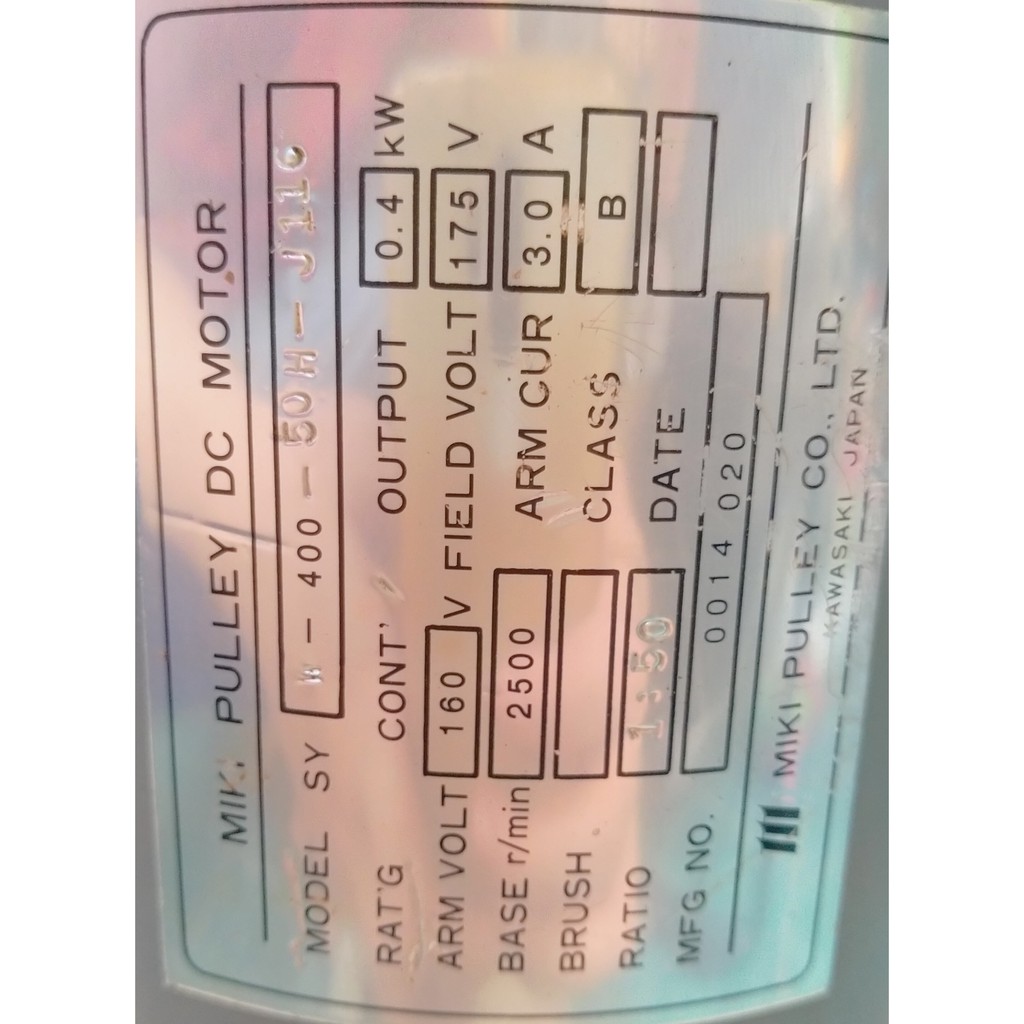 MIKI PULLEY DC MOTOR
MODEL SY W - 400 - 50H - J116
RAT'G CONT' OUTPUT 0.4 kW
ARM VOLT 160 V FIELD VOLT 175 V
BASE r/min 2500 ARM CUR 3.0 A
BRUSH CLASS B
RATIO 1:50 DATE
MFG NO. 0014 020
MIKI PULLEY CO., LTD.
KAWASAKI JAPAN